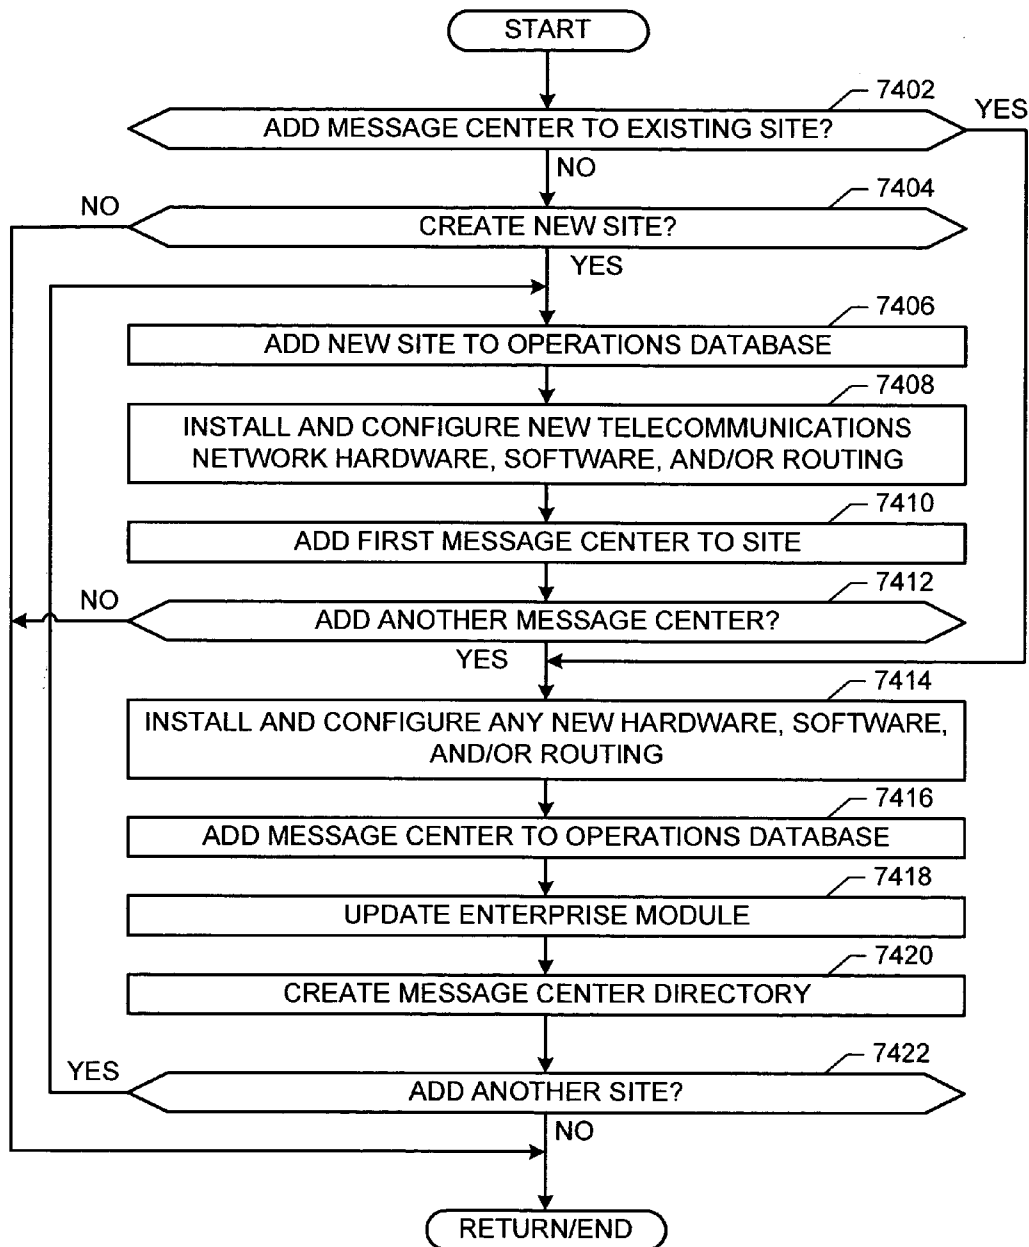 START
7402
YES
ADD MESSAGE CENTER TO EXISTING SITE?
NO
7404
NO
CREATE NEW SITE?
YES
7406
ADD NEW SITE TO OPERATIONS DATABASE
7408
INSTALL AND CONFIGURE NEW TELECOMMUNICATIONS
NETWORK HARDWARE, SOFTWARE, AND/OR ROUTING
7410
ADD FIRST MESSAGE CENTER TO SITE
7412
NO
ADD ANOTHER MESSAGE CENTER?
YES
7414
INSTALL AND CONFIGURE ANY NEW HARDWARE, SOFTWARE,
AND/OR ROUTING
7416
ADD MESSAGE CENTER TO OPERATIONS DATABASE
7418
UPDATE ENTERPRISE MODULE
7420
CREATE MESSAGE CENTER DIRECTORY
7422
YES
ADD ANOTHER SITE?
NO
RETURN/END